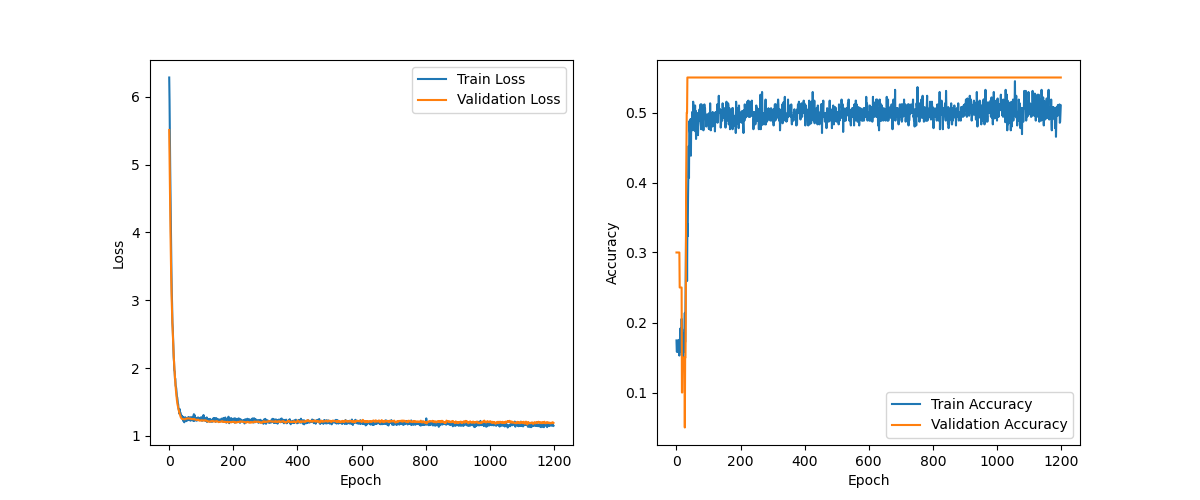 Train Loss
Validation Loss
6
5
4
3
2
1
Loss
0 200 400 600 800 1000 1200
Epoch
0.5
0.4
0.3
0.2
0.1
Accuracy
Train Accuracy
Validation Accuracy
0 200 400 600 800 1000 1200
Epoch